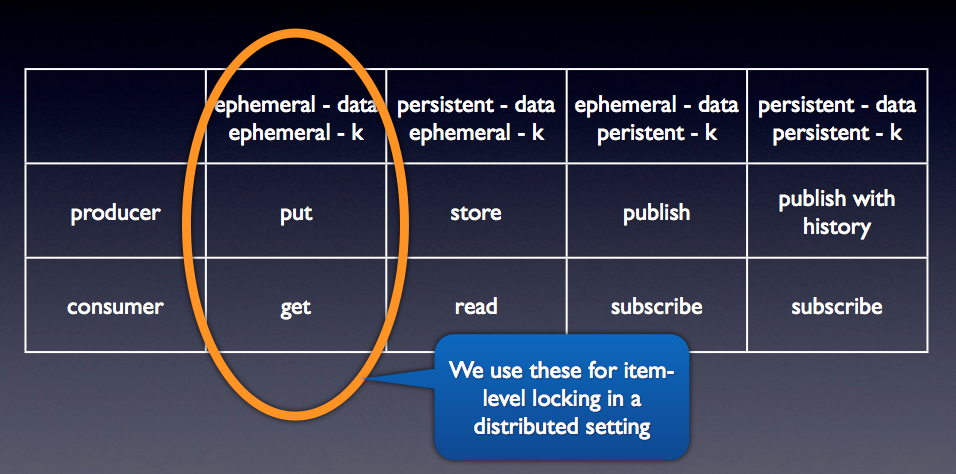 ephemeral - data
ephemeral - k
persistent - data
ephemeral - k
ephemeral - data
peristent - k
persistent - data
persistent - k
producer
put
store
publish
publish with
history
consumer
get
read
subscribe
subscribe
We use these for item-
level locking in a
distributed setting